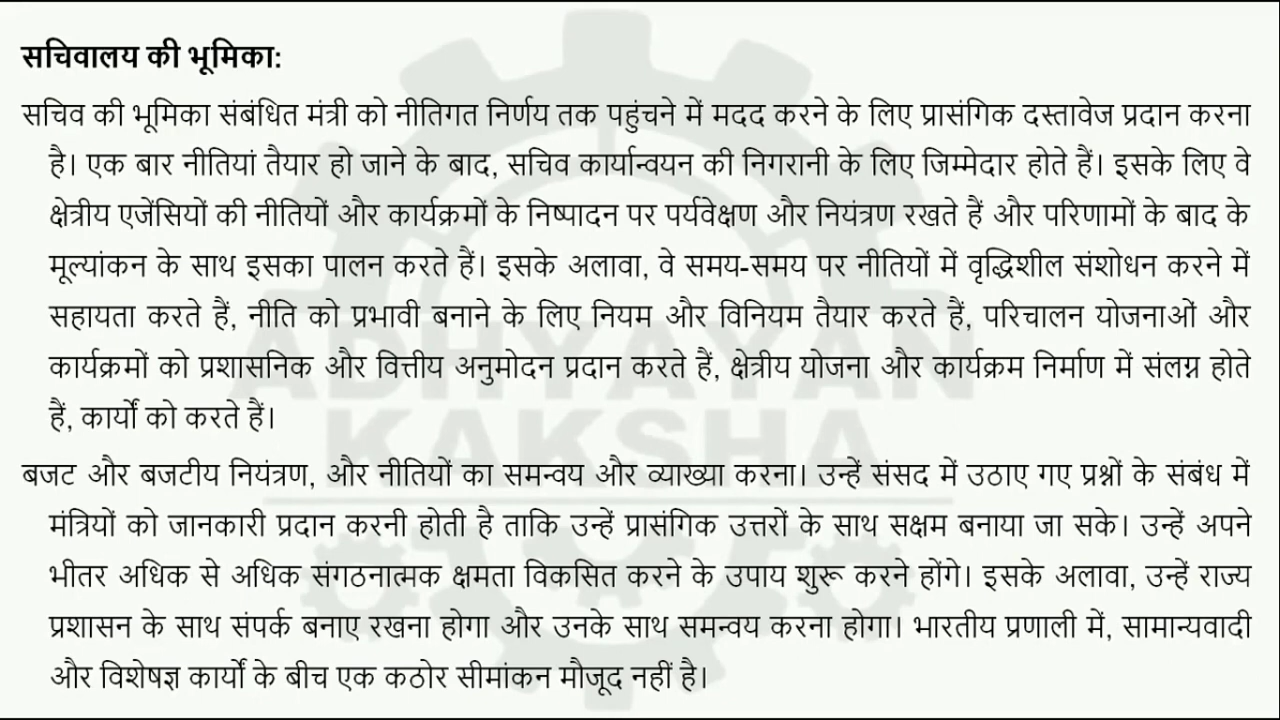 सचिवालय की भूमिका:
सचिव की भूमिका संबंधित मंत्री को नीतिगत निर्णय तक पहुंचने में मदद करने के लिए प्रासंगिक दस्तावेज प्रदान करना
है। एक बार नीतियां तैयार हो जाने के बाद, सचिव कार्यान्वयन की निगरानी के लिए जिम्मेदार होते हैं। इसके लिए वे
क्षेत्रीय एजेंसियों की नीतियों और कार्यक्रमों के निष्पादन पर पर्यवेक्षण और नियंत्रण रखते हैं और परिणामों के बाद के
मूल्यांकन के साथ इसका पालन करते हैं। इसके अलावा, वे समय-समय पर नीतियों में वृद्धिशील संशोधन करने में
सहायता करते हैं, नीति को प्रभावी बनाने के लिए नियम और विनियम तैयार करते हैं, परिचालन योजनाओं और
कार्यक्रमों को प्रशासनिक और वित्तीय अनुमोदन प्रदान करते हैं, क्षेत्रीय योजना और कार्यक्रम निर्माण में संलग्न होते
हैं, कार्यों को करते हैं।
बजट और बजटीय नियंत्रण, और नीतियों का समन्वय और व्याख्या करना। उन्हें संसद में उठाए गए प्रश्नों के संबंध में
मंत्रियों को जानकारी प्रदान करनी होती है ताकि उन्हें प्रासंगिक उत्तरों के साथ सक्षम बनाया जा सके। उन्हें अपने
भीतर अधिक से अधिक संगठनात्मक क्षमता विकसित करने के उपाय शुरू करने होंगे। इसके अलावा, उन्हें राज्य
प्रशासन के साथ संपर्क बनाए रखना होगा और उनके साथ समन्वय करना होगा। भारतीय प्रणाली में, सामान्यवादी
और विशेषज्ञ कार्यों के बीच एक कठोर सीमांकन मौजूद नहीं है।
ADHYAYAN
KAKSHA